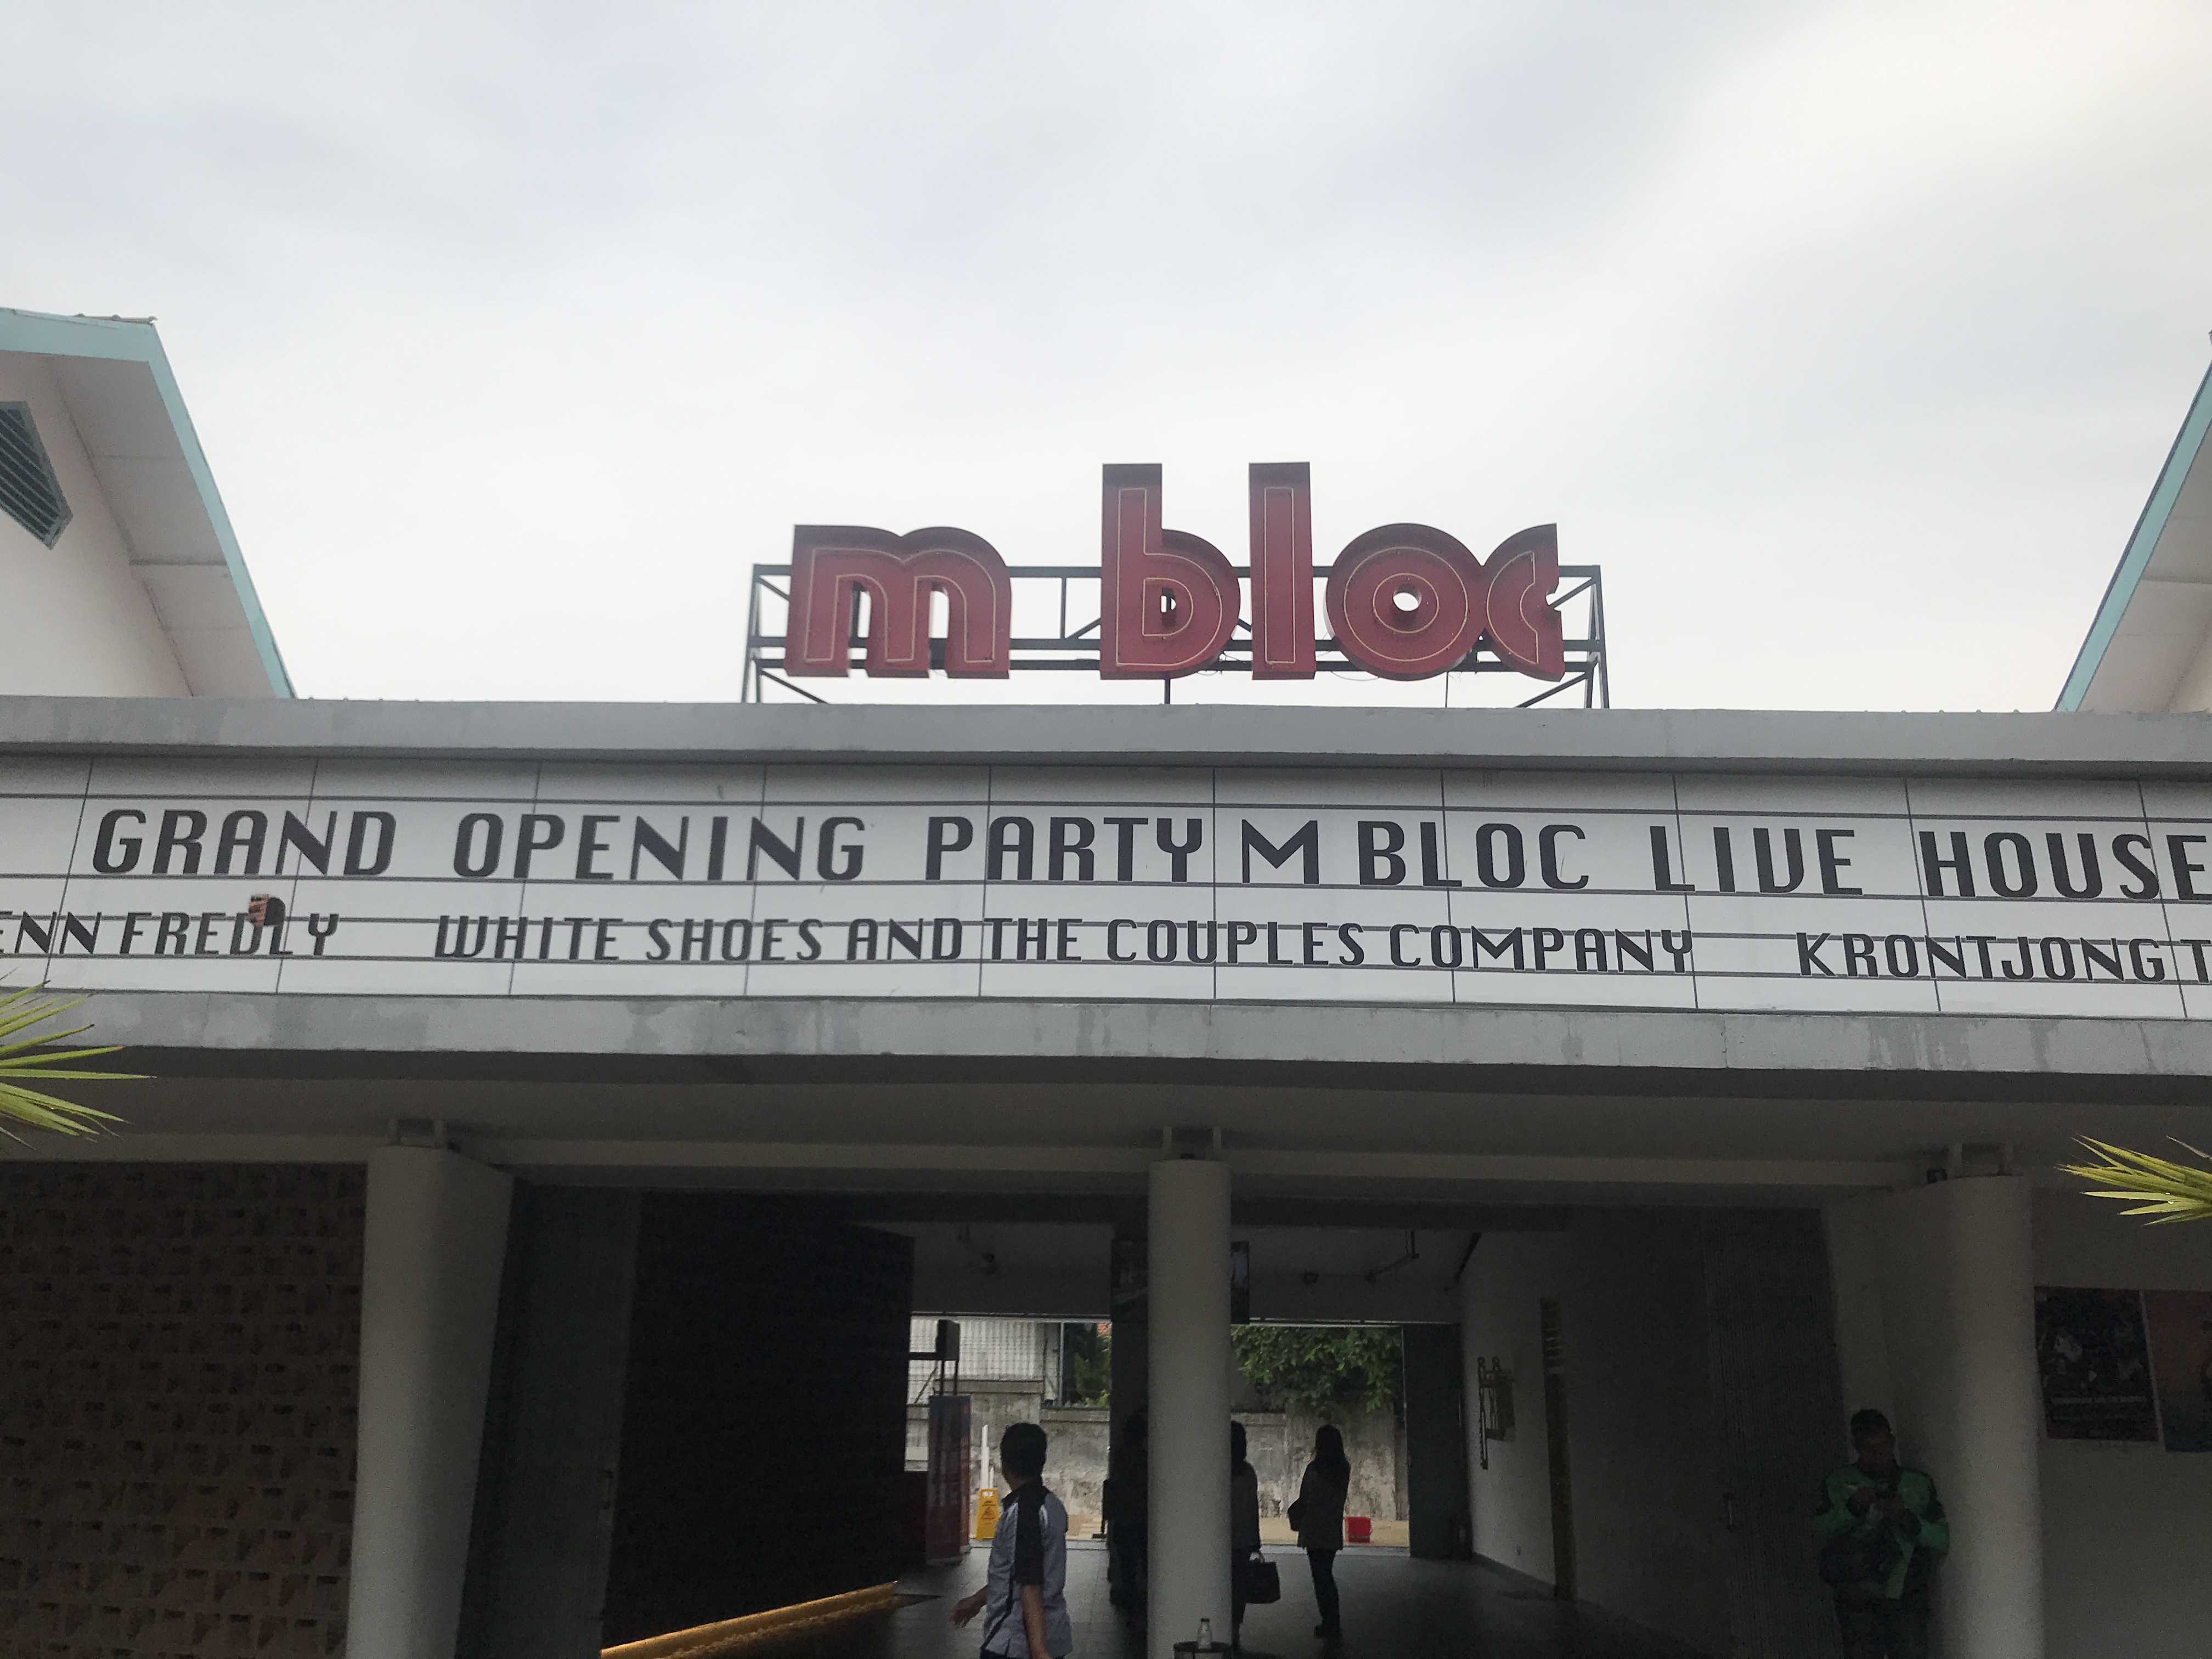 m bloc
GRAND OPENING PARTY M BLOC LIVE HOUSE
ENN FREDLY WHITE SHOES AND THE COUPLES COMPANY KRONTJONG T